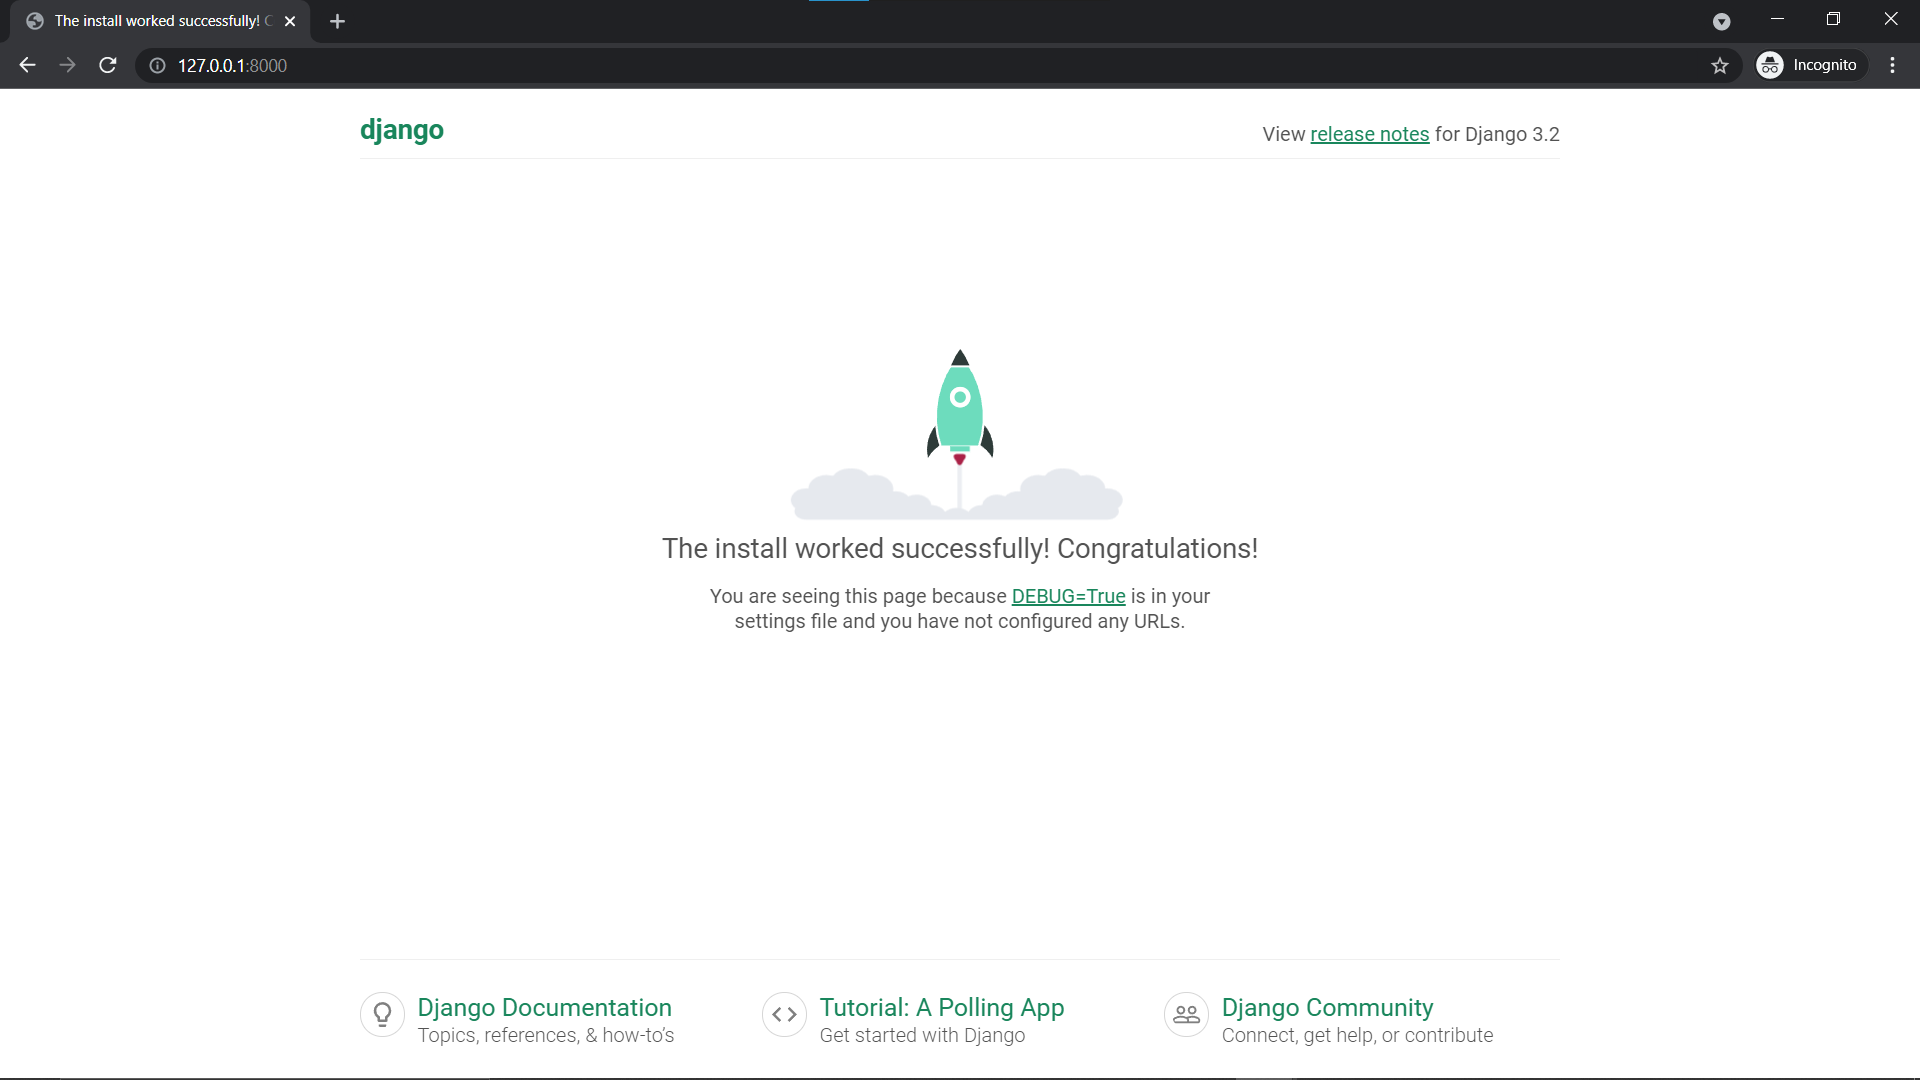 The install worked successfully! C
127.0.0.1:8000
Incognito
django
View release notes for Django 3.2
The install worked successfully! Congratulations!
You are seeing this page because DEBUG=True is in your
settings file and you have not configured any URLs.
Django Documentation
Topics, references, & how-to’s
Tutorial: A Polling App
Get started with Django
Django Community
Connect, get help, or contribute